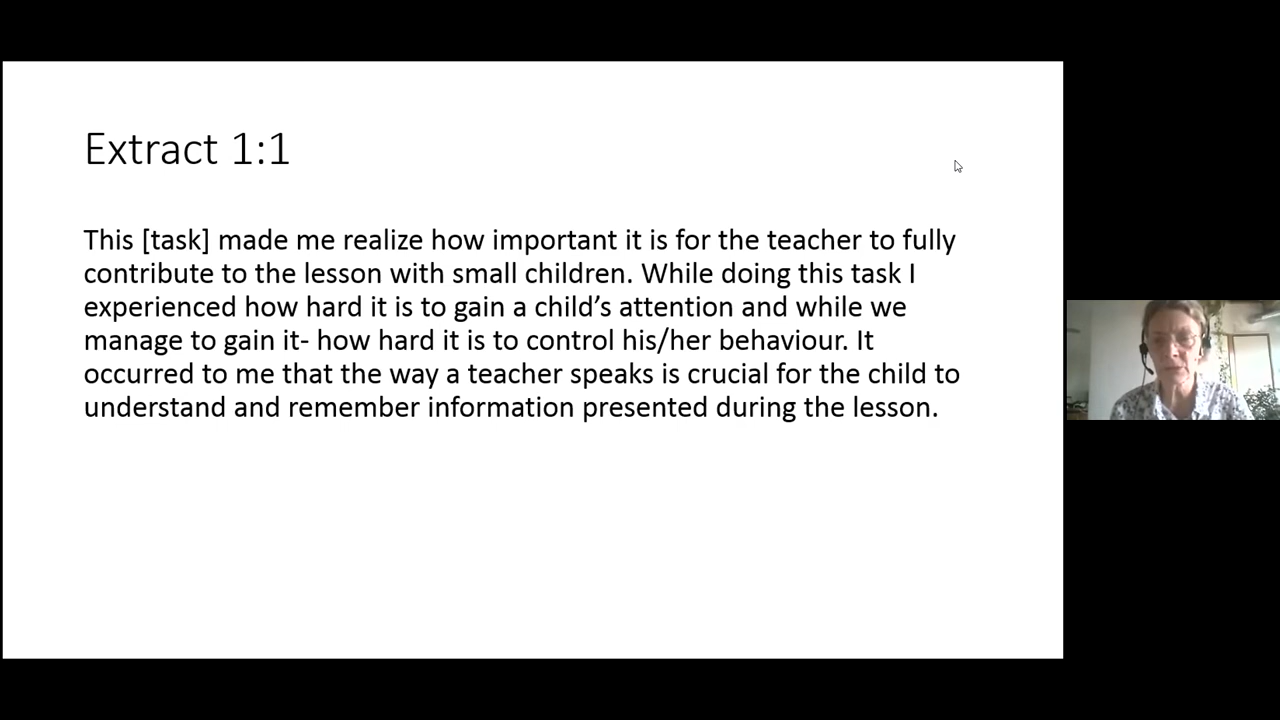 Extract 1:1
This [task] made me realize how important it is for the teacher to fully
contribute to the lesson with small children. While doing this task I
experienced how hard it is to gain a child’s attention and while we
manage to gain it- how hard it is to control his/her behaviour. It
occurred to me that the way a teacher speaks is crucial for the child to
understand and remember information presented during the lesson.